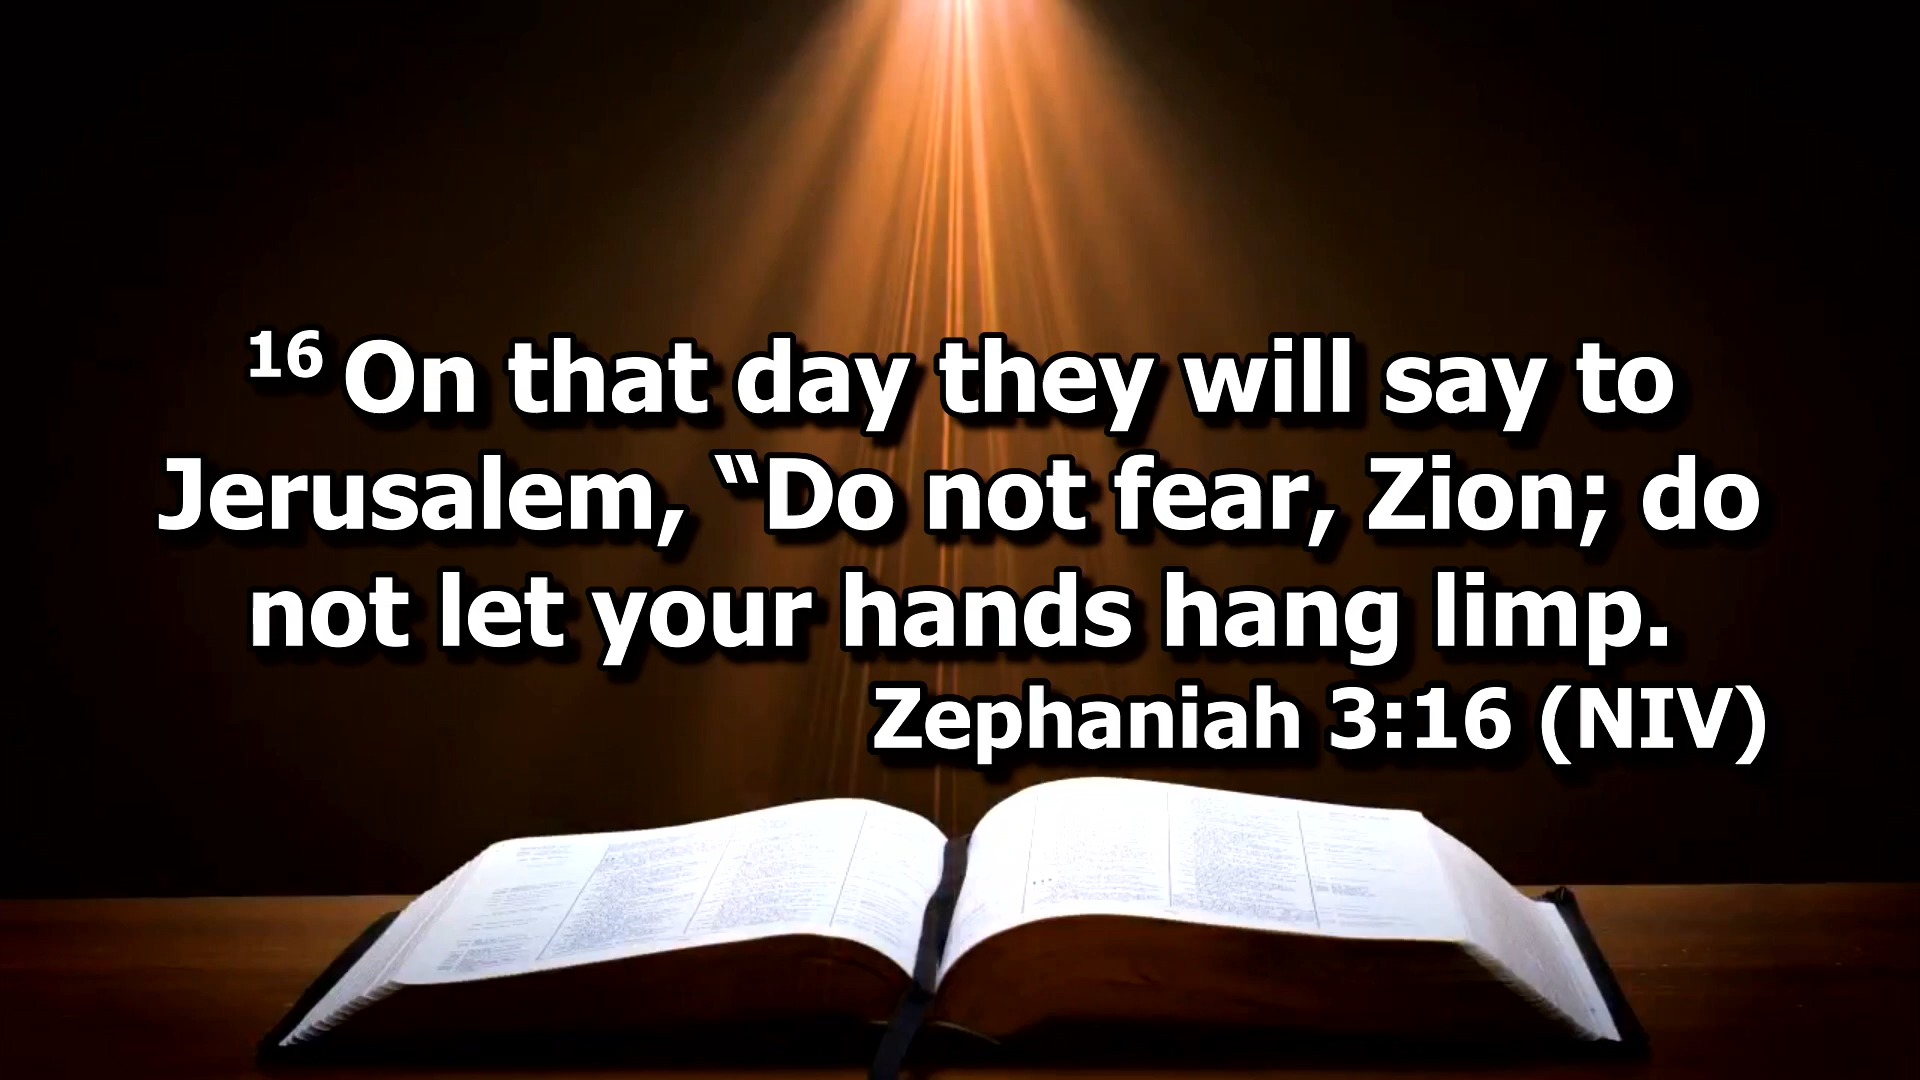 16 On that day they will say to
Jerusalem, “Do not fear, Zion; do
not let your hands hang limp.
Zephaniah 3:16 (NIV)